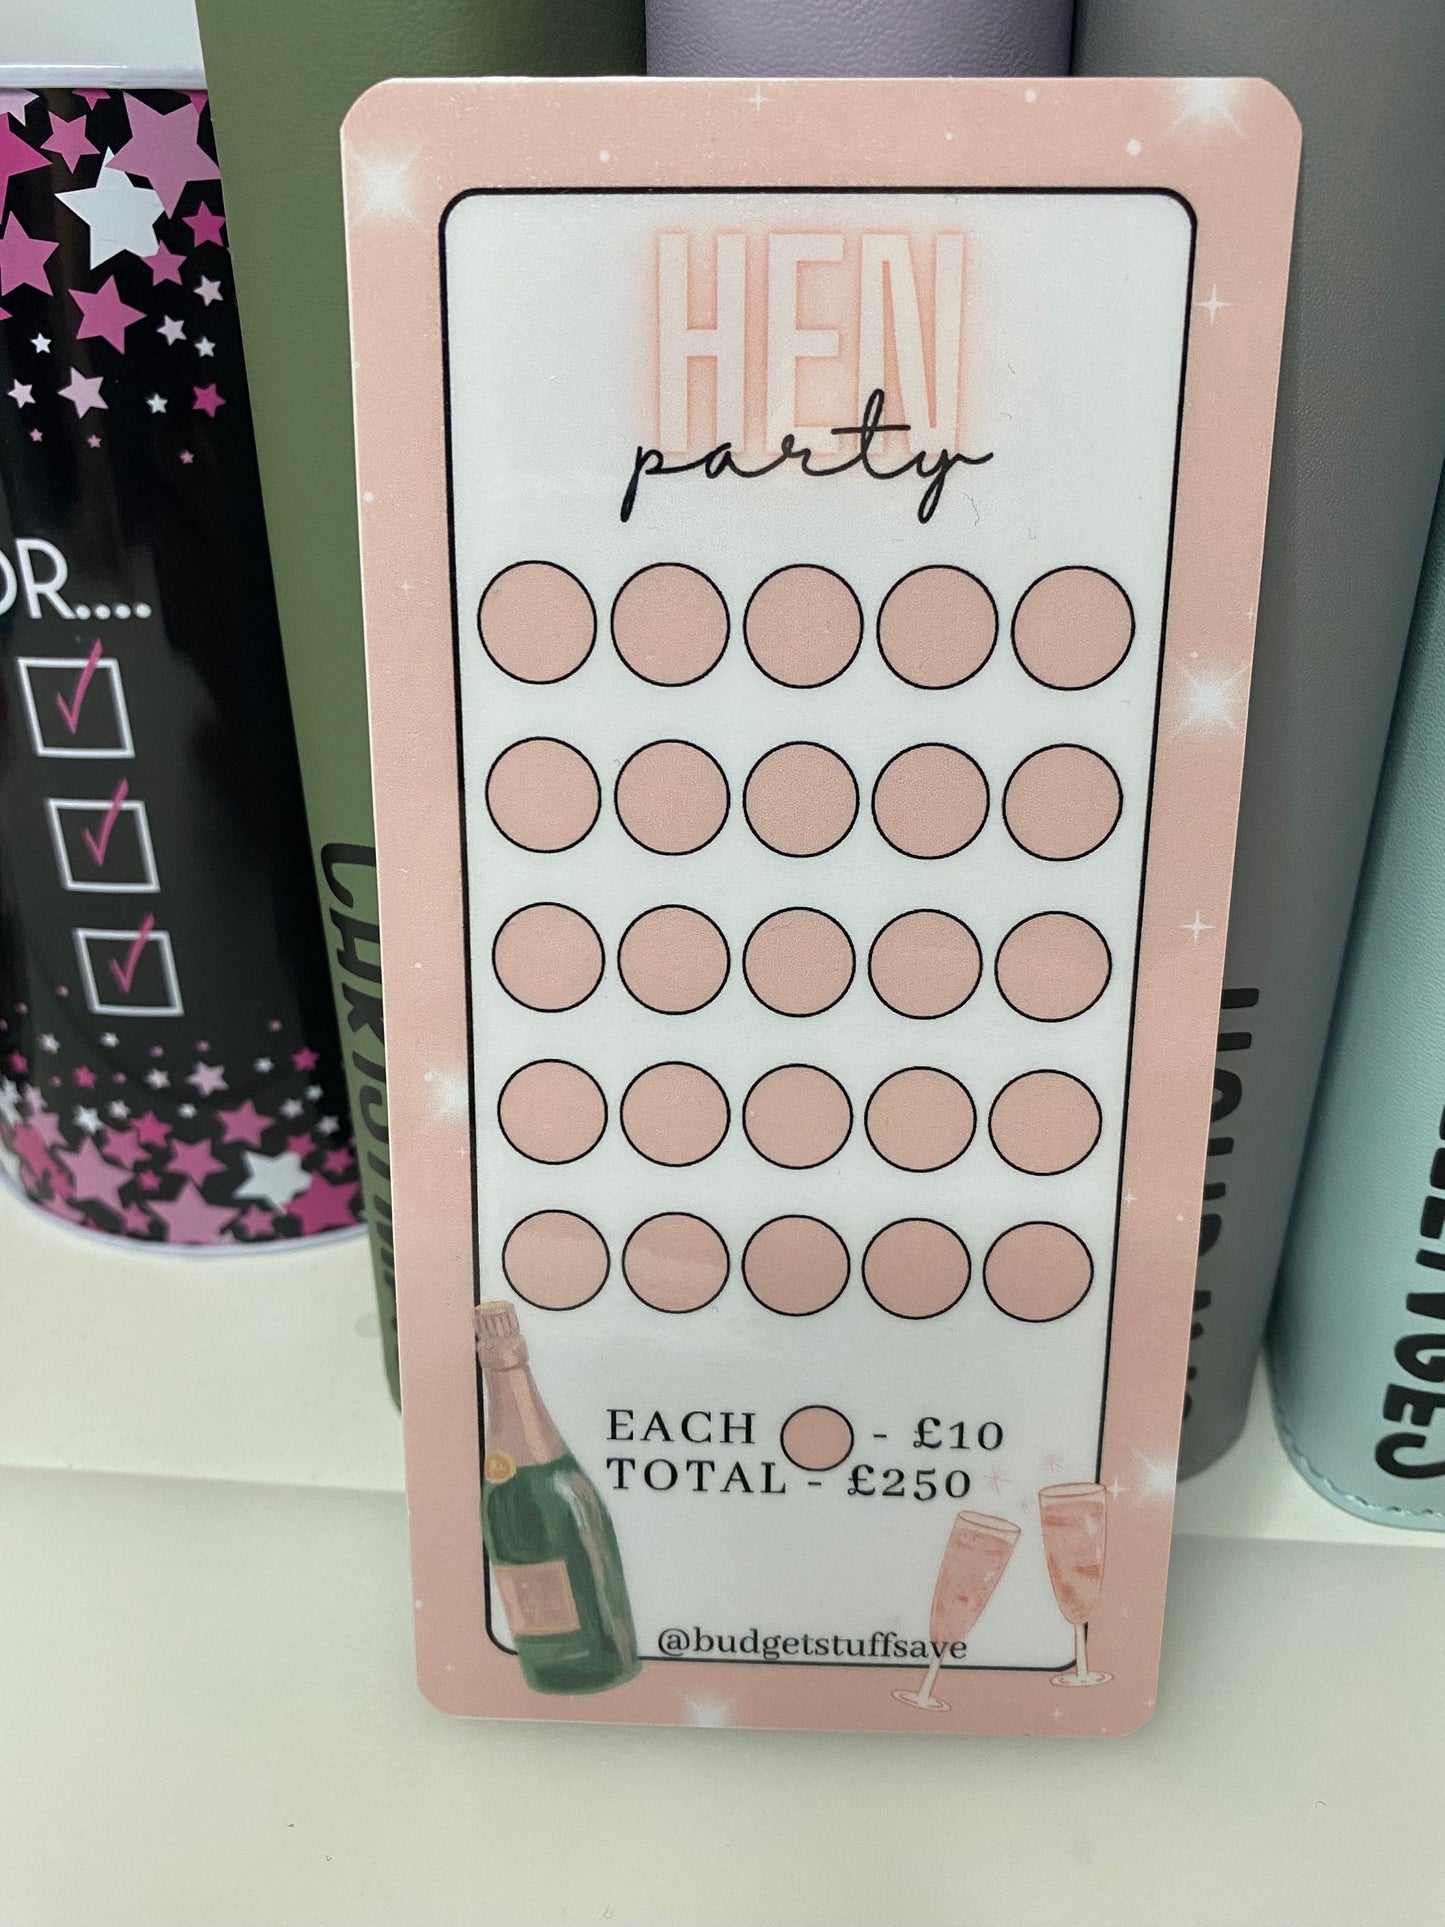 HEN
party
EACH - £10
TOTAL - £250
@budgetstuffsave
OR....